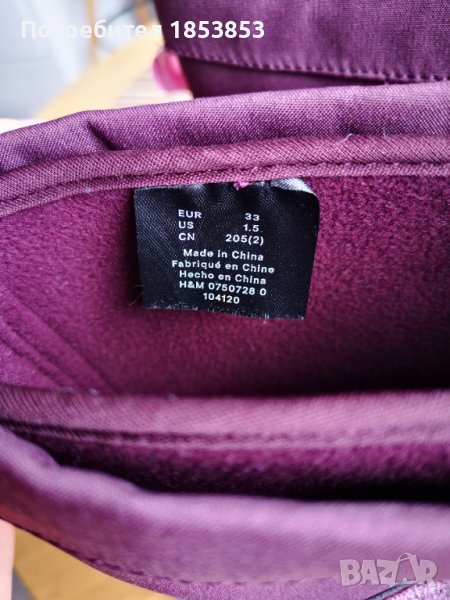 Потребител 1853853
EUR 33
US 1.5
CN 205(2)
Made in China
Fabriqué en Chine
Hecho en China
H&M 0750728 0
104120
BAZAR